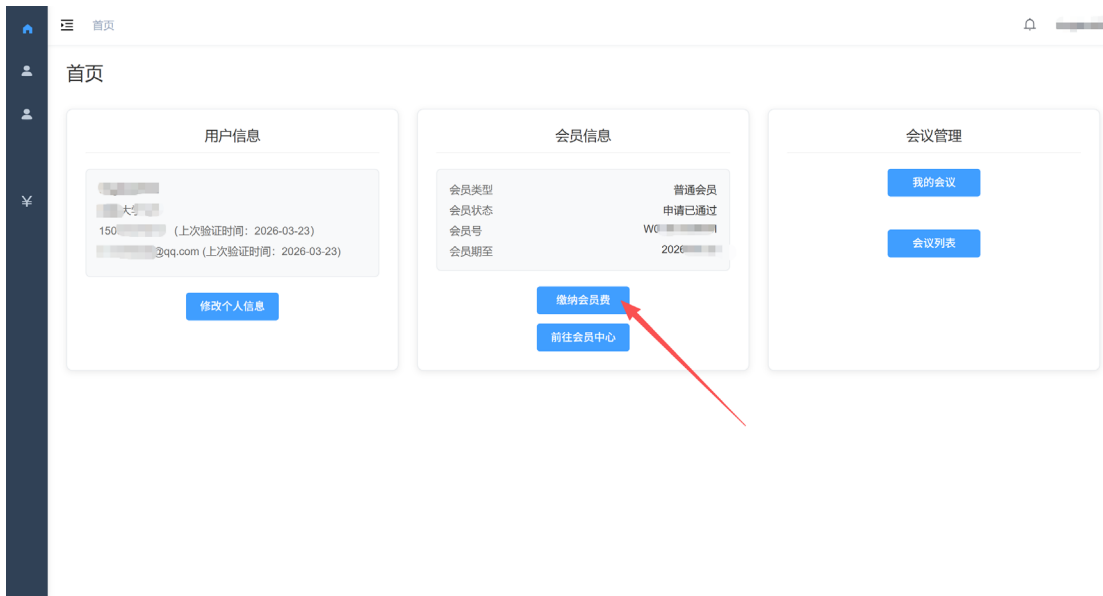 首页
首页
用户信息
大学
150 (上次验证时间：2026-03-23)
@qq.com (上次验证时间：2026-03-23)
修改个人信息
会员信息
会员类型 普通会员
会员状态 申请已通过
会员号 W0
会员期至 2026
缴纳会员费
前往会员中心
会议管理
我的会议
会议列表
¥